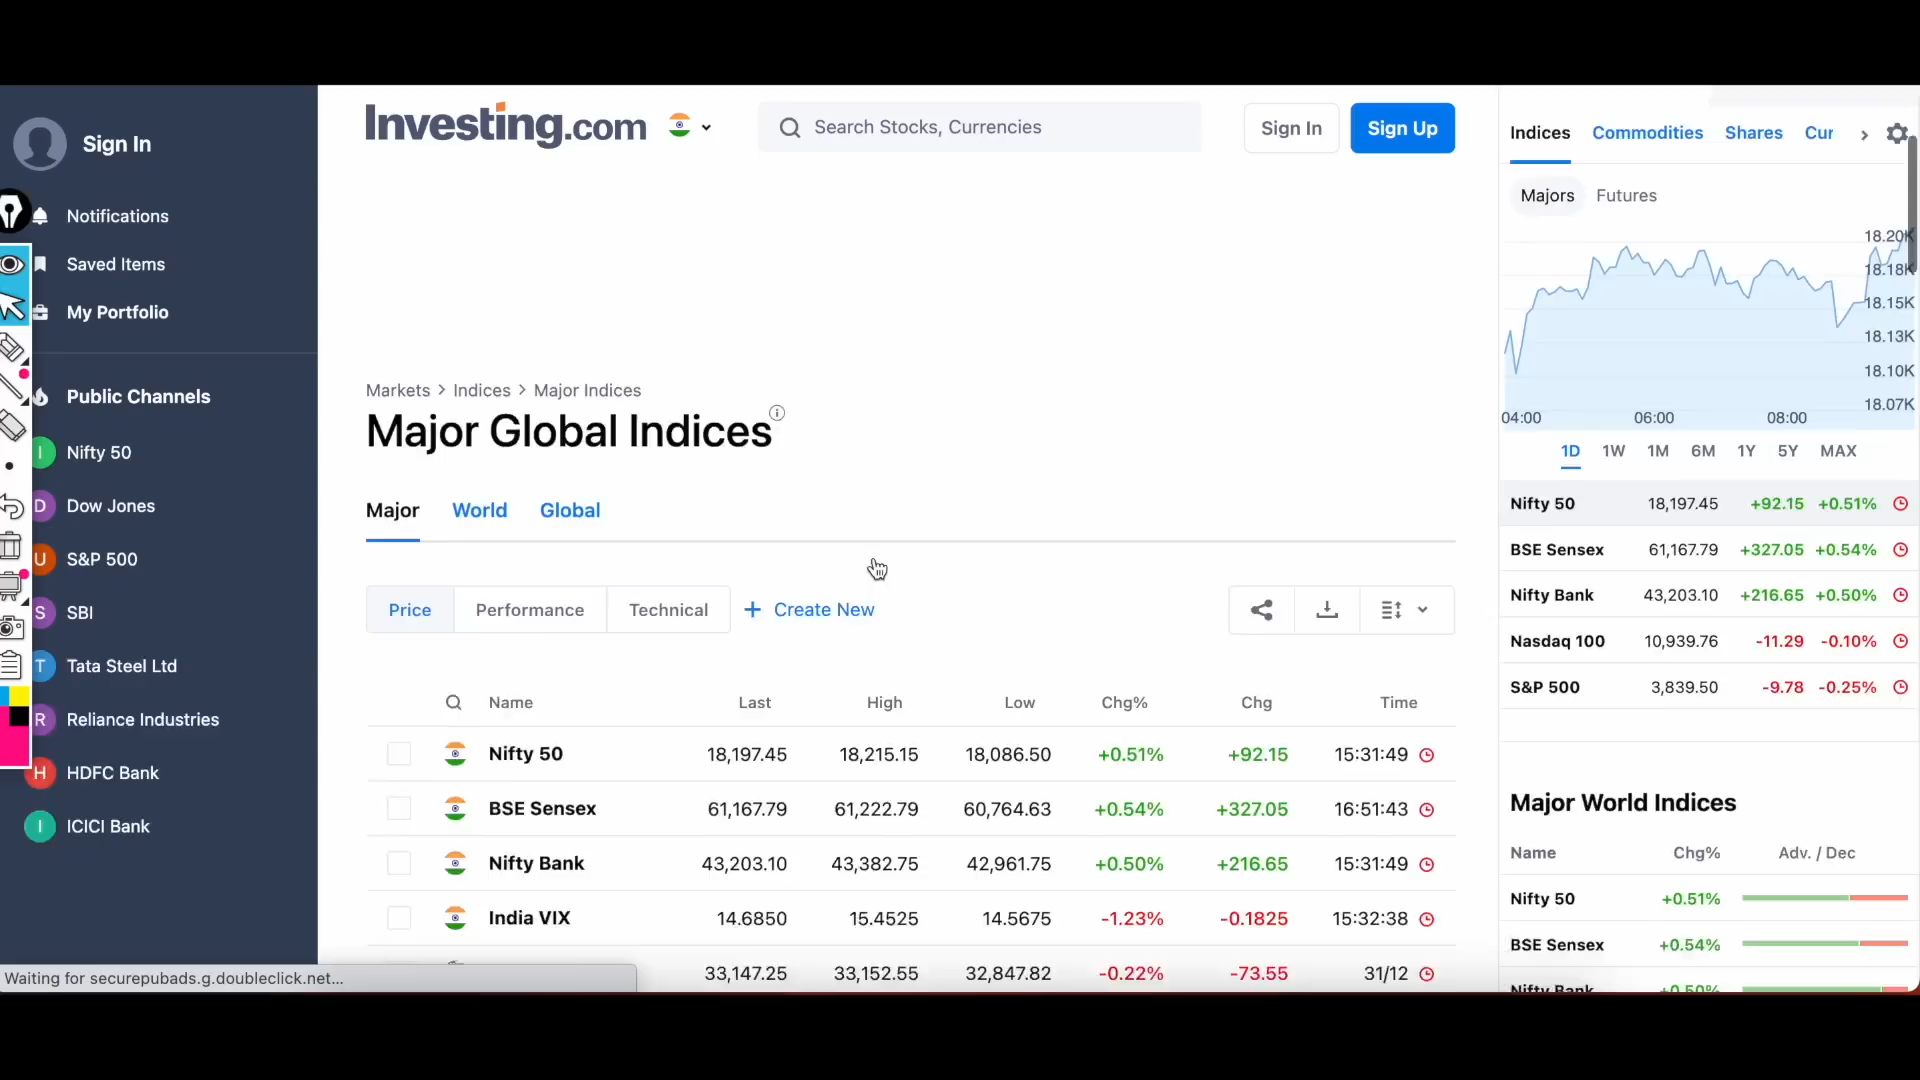 Sign In
Notifications
Saved Items
My Portfolio
Public Channels
I Nifty 50
D Dow Jones
U S&P 500
S SBI
T Tata Steel Ltd
R Reliance Industries
H HDFC Bank
I ICICI Bank
Waiting for securepubads.g.doubleclick.net...
Investing.com
Search Stocks, Currencies
Sign In
Sign Up
Markets > Indices > Major Indices
Major Global Indices
Major World Global
Price Performance Technical + Create New
Name Last High Low Chg% Chg Time
Nifty 50 18,197.45 18,215.15 18,086.50 +0.51% +92.15 15:31:49
BSE Sensex 61,167.79 61,222.79 60,764.63 +0.54% +327.05 16:51:43
Nifty Bank 43,203.10 43,382.75 42,961.75 +0.50% +216.65 15:31:49
India VIX 14.6850 15.4525 14.5675 -1.23% -0.1825 15:32:38
33,147.25 33,152.55 32,847.82 -0.22% -73.55 31/12
Indices Commodities Shares Cur
Majors Futures
18.20K
18.18K
18.15K
18.13K
18.10K
18.07K
04:00 06:00 08:00
1D 1W 1M 6M 1Y 5Y MAX
Nifty 50 18,197.45 +92.15 +0.51%
BSE Sensex 61,167.79 +327.05 +0.54%
Nifty Bank 43,203.10 +216.65 +0.50%
Nasdaq 100 10,939.76 -11.29 -0.10%
S&P 500 3,839.50 -9.78 -0.25%
Major World Indices
Name Chg% Adv. / Dec
Nifty 50 +0.51%
BSE Sensex +0.54%
Nifty Bank +0.50%